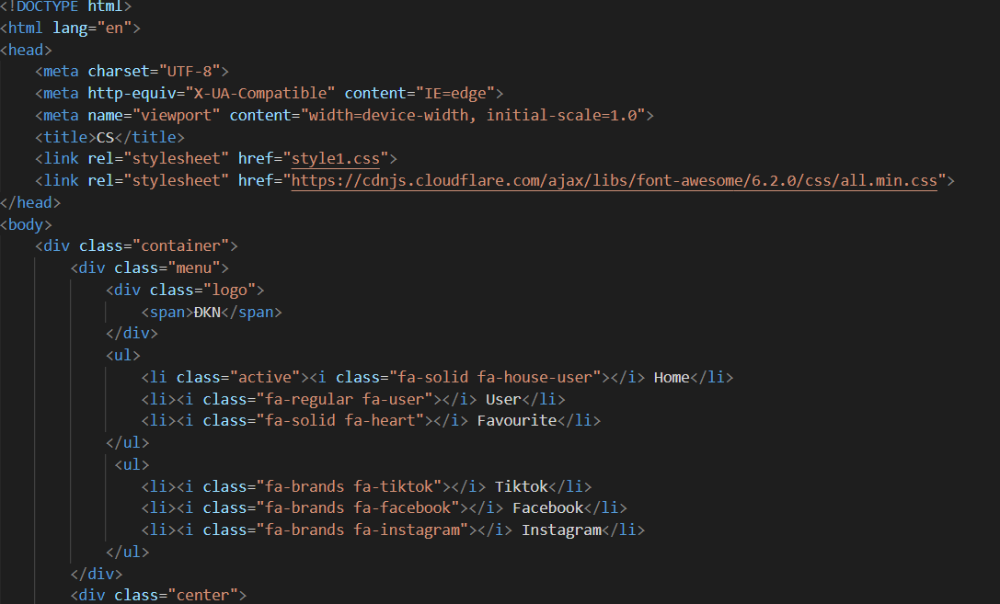 <!DOCTYPE html>
<html lang="en">
<head>
    <meta charset="UTF-8">
    <meta http-equiv="X-UA-Compatible" content="IE=edge">
    <meta name="viewport" content="width=device-width, initial-scale=1.0">
    <title>CS</title>
    <link rel="stylesheet" href="style1.css">
    <link rel="stylesheet" href="https://cdnjs.cloudflare.com/ajax/libs/font-awesome/6.2.0/css/all.min.css">
</head>
<body>
    <div class="container">
        <div class="menu">
            <div class="logo">
                <span>ĐKN</span>
            </div>
            <ul>
                <li class="active"><i class="fa-solid fa-house-user"></i> Home</li>
                <li><i class="fa-regular fa-user"></i> User</li>
                <li><i class="fa-solid fa-heart"></i> Favourite</li>
            </ul>
             <ul>
                <li><i class="fa-brands fa-tiktok"></i> Tiktok</li>
                <li><i class="fa-brands fa-facebook"></i> Facebook</li>
                <li><i class="fa-brands fa-instagram"></i> Instagram</li>
            </ul>
        </div>
        <div class="center">